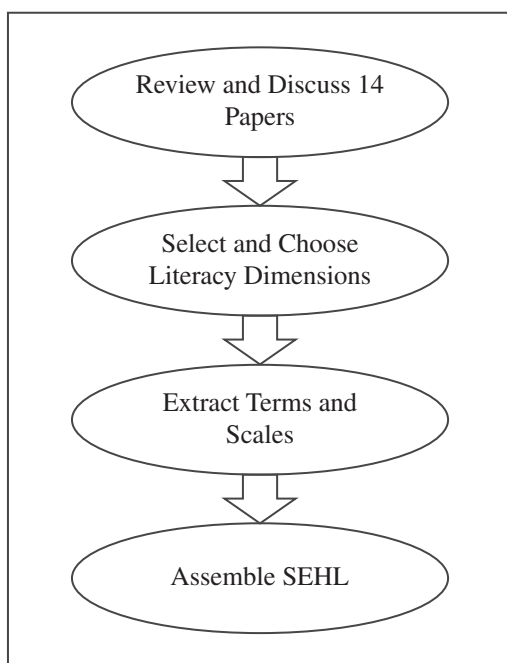 Review and Discuss 14
Papers
Select and Choose
Literacy Dimensions
Extract Terms and
Scales
Assemble SEHL